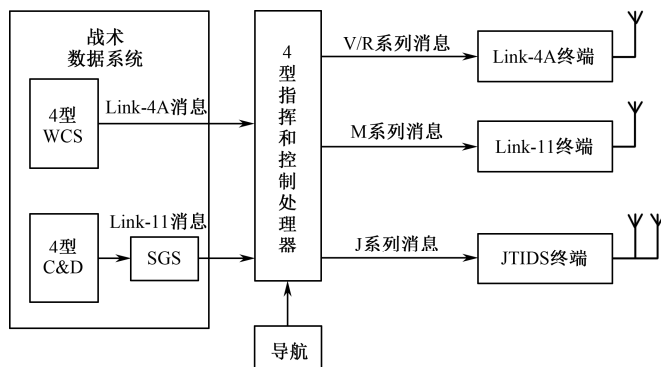 战术
数据系统
4型
WCS
Link-4A消息
4型
C&D
SGS
Link-11消息
4型指挥和控制处理器
导航
V/R系列消息
Link-4A终端
M系列消息
Link-11终端
J系列消息
JTIDS终端